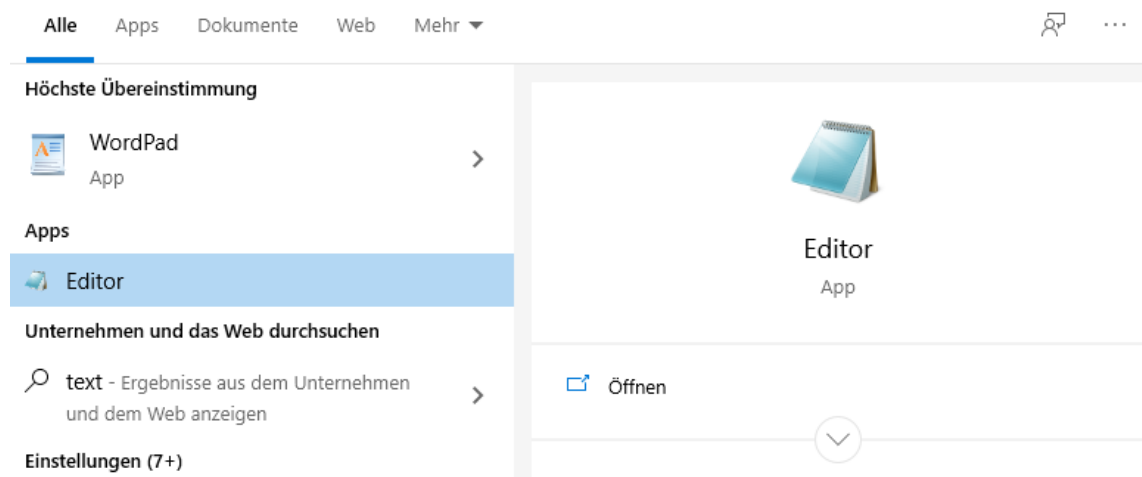 Alle Apps Dokumente Web Mehr
Höchste Übereinstimmung
WordPad
App
Apps
Editor
Unternehmen und das Web durchsuchen
text - Ergebnisse aus dem Unternehmen
und dem Web anzeigen
Einstellungen (7+)
Editor
App
Öffnen